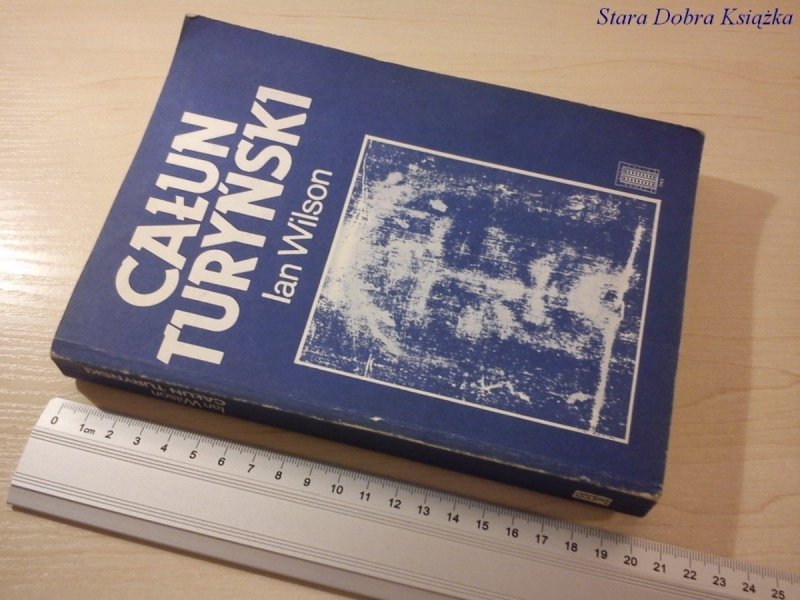 Stara Dobra Książka
CAŁUN
TURYŃSKI
Ian Wilson
Ian Wilson
CAŁUN TURYŃSKI
0 1cm 2 3 4 5 6 7 8 9 10 11 12 13 14 15 16 17 18 19 20 21 22 23 24 25